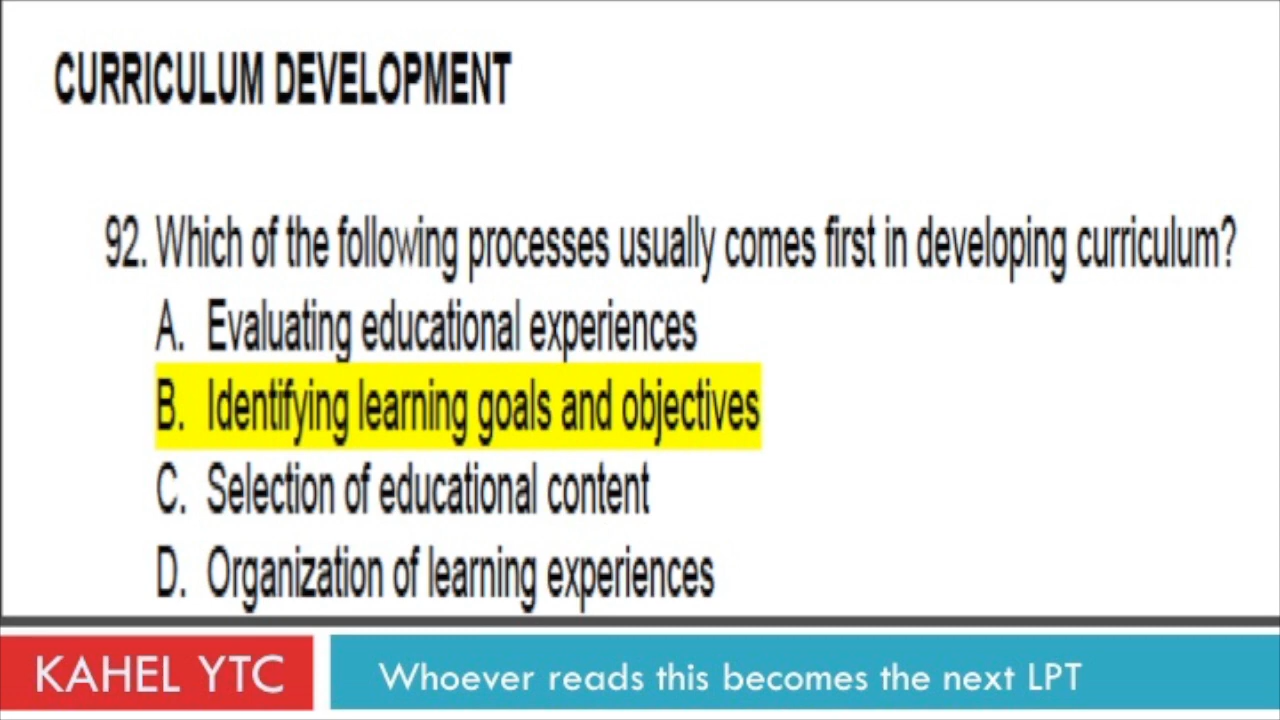 CURRICULUM DEVELOPMENT
92. Which of the following processes usually comes first in developing curriculum?
A. Evaluating educational experiences
B. Identifying learning goals and objectives
C. Selection of educational content
D. Organization of learning experiences
KAHEL YTC
Whoever reads this becomes the next LPT